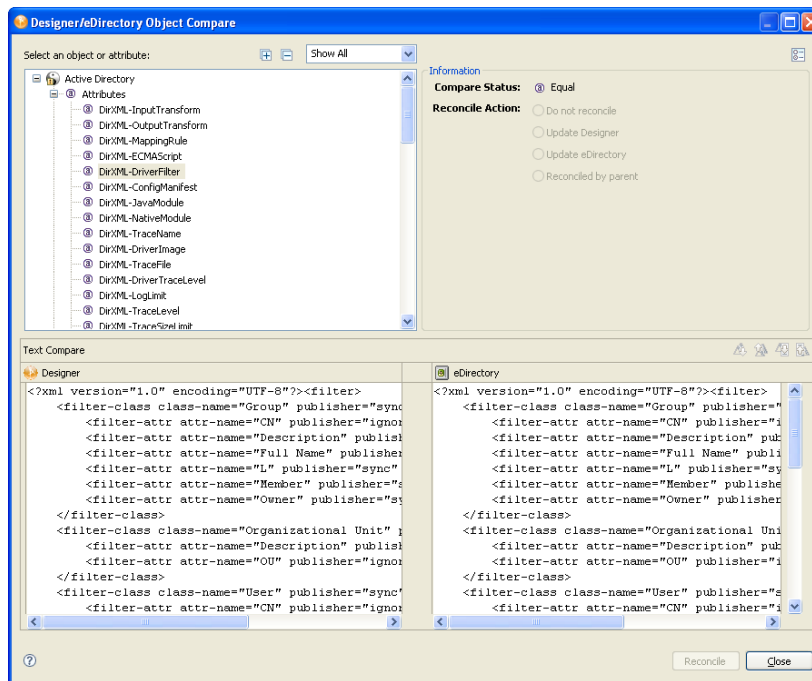 Designer/eDirectory Object Compare
Select an object or attribute:
Show All
Active Directory
Attributes
DirXML-InputTransform
DirXML-OutputTransform
DirXML-MappingRule
DirXML-ECMAScript
DirXML-DriverFilter
DirXML-ConfigManifest
DirXML-JavaModule
DirXML-NativeModule
DirXML-TraceName
DirXML-DriverImage
DirXML-TraceFile
DirXML-DriverTraceLevel
DirXML-LogLimit
DirXML-TraceLevel
DirXML-TraceSizeLimit
Information
Compare Status: Equal
Reconcile Action: Do not reconcile
Update Designer
Update eDirectory
Reconciled by parent
Text Compare
Designer
<?xml version="1.0" encoding="UTF-8"?><filter>
<filter-class class-name="Group" publisher="sync
<filter-attr attr-name="CN" publisher="ignor
<filter-attr attr-name="Description" publish
<filter-attr attr-name="Full Name" publisher
<filter-attr attr-name="L" publisher="sync"
<filter-attr attr-name="Member" publisher="s
<filter-attr attr-name="Owner" publisher="sy
</filter-class>
<filter-class class-name="Organizational Unit" p
<filter-attr attr-name="Description" publish
<filter-attr attr-name="OU" publisher="ignor
</filter-class>
<filter-class class-name="User" publisher="sync"
<filter-attr attr-name="CN" publisher="ignor
eDirectory
<?xml version="1.0" encoding="UTF-8"?><filter>
<filter-class class-name="Group" publisher="
<filter-attr attr-name="CN" publisher="i
<filter-attr attr-name="Description" pub
<filter-attr attr-name="Full Name" publi
<filter-attr attr-name="L" publisher="sy
<filter-attr attr-name="Member" publishe
<filter-attr attr-name="Owner" publisher
</filter-class>
<filter-class class-name="Organizational Uni
<filter-attr attr-name="Description" pub
<filter-attr attr-name="OU" publisher="i
</filter-class>
<filter-class class-name="User" publisher="s
<filter-attr attr-name="CN" publisher="i
Reconcile
Close